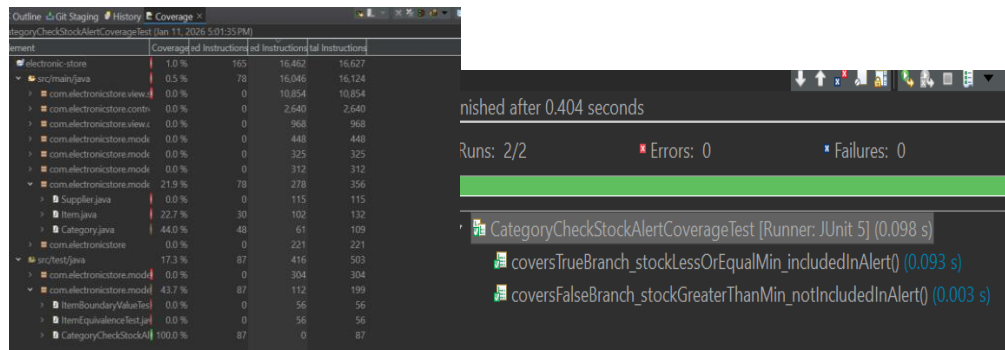 Outline Git Staging History Coverage
ategoryCheckStockAlertCoverageTest (Jan 11, 2026 5:01:35 PM)
ement Coverage ed Instructions ed Instructions tal Instructions
electronic-store 1.0 % 165 16,462 16,627
src/main/java 0.5 % 78 16,046 16,124
com.electronicstore.view.s 0.0 % 0 10,854 10,854
com.electronicstore.contro 0.0 % 0 2,640 2,640
com.electronicstore.view.c 0.0 % 0 968 968
com.electronicstore.mode 0.0 % 0 448 448
com.electronicstore.mode 0.0 % 0 325 325
com.electronicstore.mode 0.0 % 0 312 312
com.electronicstore.mode 21.9 % 78 278 356
Supplier.java 0.0 % 0 115 115
Item.java 22.7 % 30 102 132
Category.java 44.0 % 48 61 109
com.electronicstore 0.0 % 0 221 221
src/test/java 17.3 % 87 416 503
com.electronicstore.model 0.0 % 0 304 304
com.electronicstore.model 43.7 % 87 112 199
ItemBoundaryValueTes 0.0 % 0 56 56
ItemEquivalenceTest.jav 0.0 % 0 56 56
CategoryCheckStockAl 100.0 % 87 0 87
nished after 0.404 seconds
Runs: 2/2 Errors: 0 Failures: 0
CategoryCheckStockAlertCoverageTest [Runner: JUnit 5] (0.098 s)
coversTrueBranch_stockLessOrEqualMin_includedInAlert() (0.093 s)
coversFalseBranch_stockGreaterThanMin_notIncludedInAlert() (0.003 s)